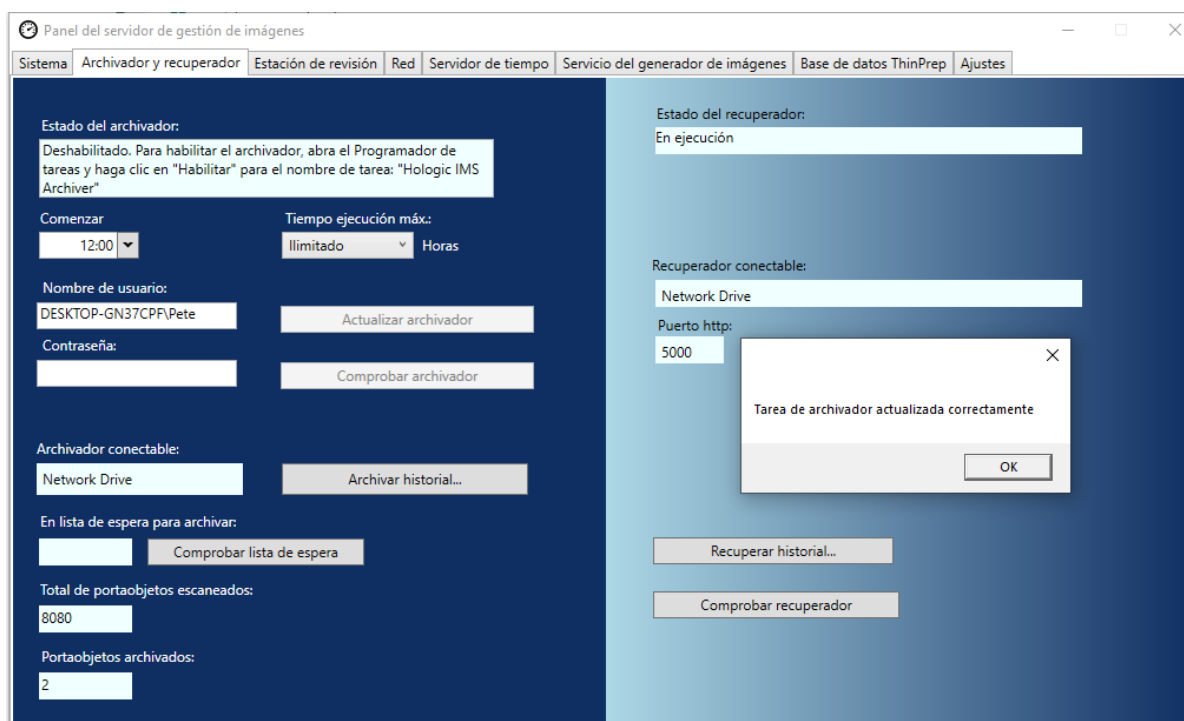 Panel del servidor de gestión de imágenes
Sistema Archivador y recuperador Estación de revisión Red Servidor de tiempo Servicio del generador de imágenes Base de datos ThinPrep Ajustes
Estado del archivador:
Deshabilitado. Para habilitar el archivador, abra el Programador de
tareas y haga clic en "Habilitar" para el nombre de tarea: "Hologic IMS
Archiver"
Comenzar
Tiempo ejecución máx.:
12:00
Ilimitado
Horas
Nombre de usuario:
DESKTOP-GN37CPF\Pete
Actualizar archivador
Contraseña:
Comprobar archivador
Archivador conectable:
Network Drive
Archivar historial...
En lista de espera para archivar:
Comprobar lista de espera
Total de portaobjetos escaneados:
8080
Portaobjetos archivados:
2
Estado del recuperador:
En ejecución
Recuperador conectable:
Network Drive
Puerto http:
5000
Tarea de archivador actualizada correctamente
OK
Recuperar historial...
Comprobar recuperador